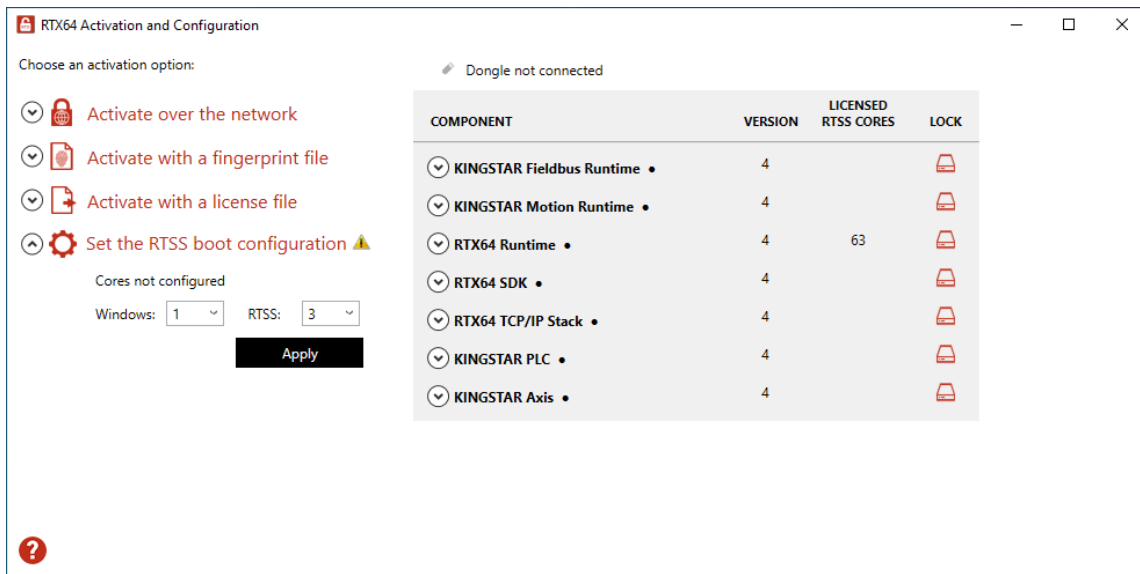 RTX64 Activation and Configuration
Choose an activation option:
Activate over the network
Activate with a fingerprint file
Activate with a license file
Set the RTSS boot configuration
Cores not configured
Windows: 1 RTSS: 3
Apply
Dongle not connected
COMPONENT VERSION LICENSED RTSS CORES LOCK
KINGSTAR Fieldbus Runtime • 4
KINGSTAR Motion Runtime • 4
RTX64 Runtime • 4 63
RTX64 SDK • 4
RTX64 TCP/IP Stack • 4
KINGSTAR PLC • 4
KINGSTAR Axis • 4
?